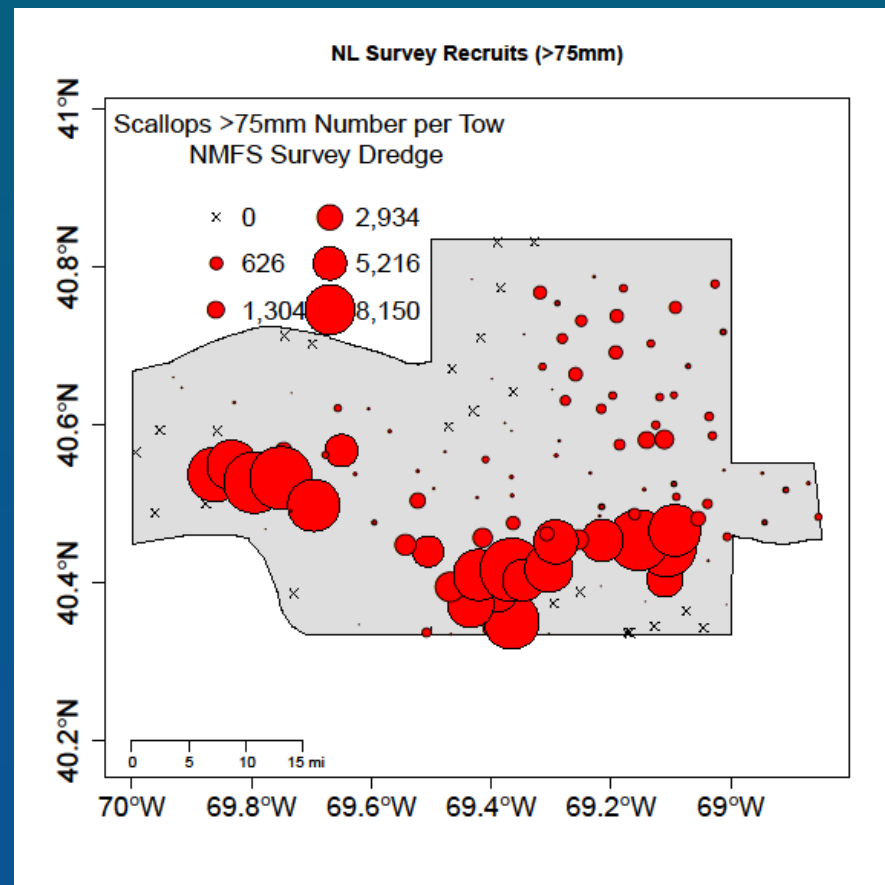 NL Survey Recruits (>75mm)
Scallops >75mm Number per Tow
NMFS Survey Dredge
0
2,934
626
5,216
1,304
8,150
41°N
40.8°N
40.6°N
40.4°N
40.2°N
0 5 10 15 mi
70°W 69.8°W 69.6°W 69.4°W 69.2°W 69°W